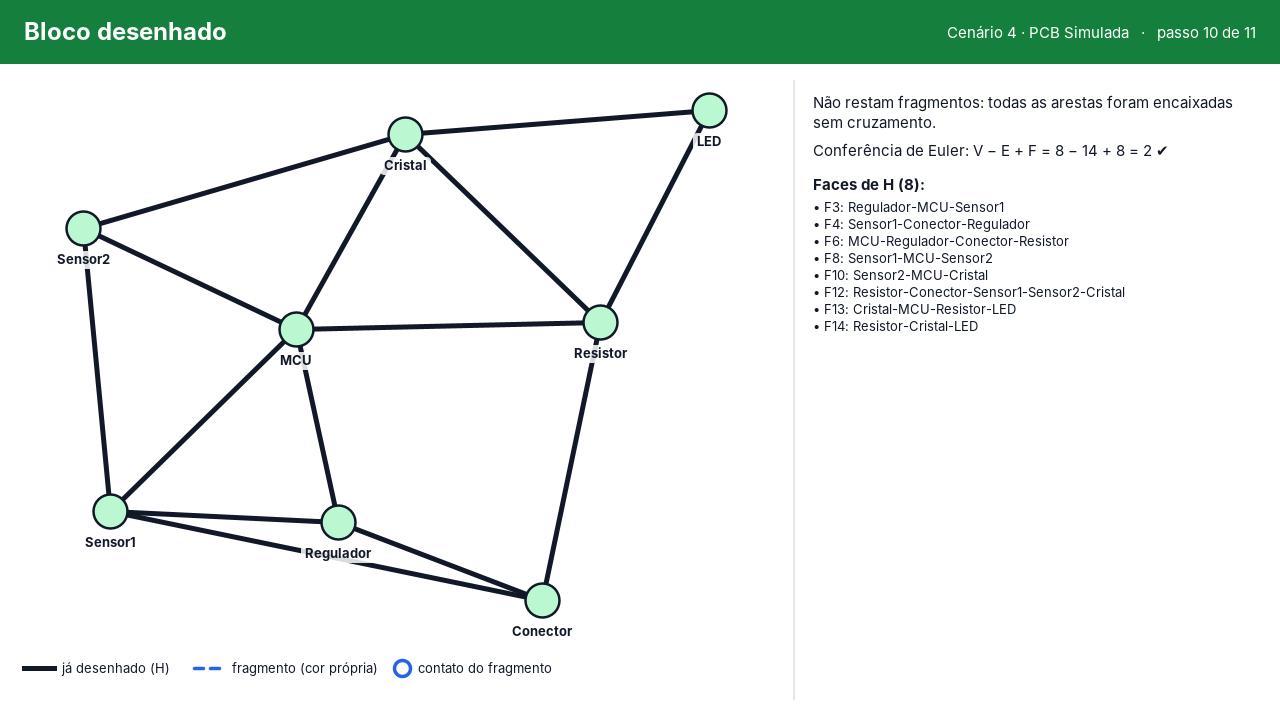 Bloco desenhado
Cenário 4 · PCB Simulada · passo 10 de 11
LED
Cristal
Sensor2
MCU
Resistor
Sensor1
Regulador
Conector
já desenhado (H)
fragmento (cor própria)
contato do fragmento
Não restam fragmentos: todas as arestas foram encaixadas
sem cruzamento.
Conferência de Euler: V − E + F = 8 − 14 + 8 = 2 ✔
Faces de H (8):
• F3: Regulador-MCU-Sensor1
• F4: Sensor1-Conector-Regulador
• F6: MCU-Regulador-Conector-Resistor
• F8: Sensor1-MCU-Sensor2
• F10: Sensor2-MCU-Cristal
• F12: Resistor-Conector-Sensor1-Sensor2-Cristal
• F13: Cristal-MCU-Resistor-LED
• F14: Resistor-Cristal-LED